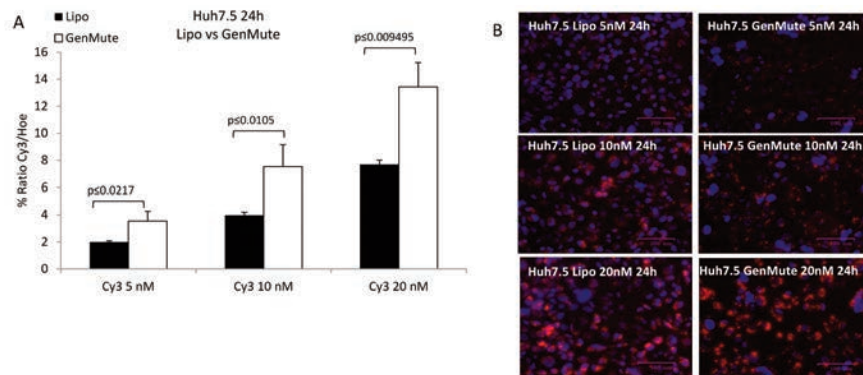 A
Huh7.5 24h
Lipo vs GenMute
Lipo
GenMute
% Ratio Cy3/Hoe
16
14
12
10
8
6
4
2
0
p≤0.0217
p≤0.0105
p≤0.009495
Cy3 5 nM
Cy3 10 nM
Cy3 20 nM
B
Huh7.5 Lipo 5nM 24h
Huh7.5 GenMute 5nM 24h
Huh7.5 Lipo 10nM 24h
Huh7.5 GenMute 10nM 24h
Huh7.5 Lipo 20nM 24h
Huh7.5 GenMute 20nM 24h